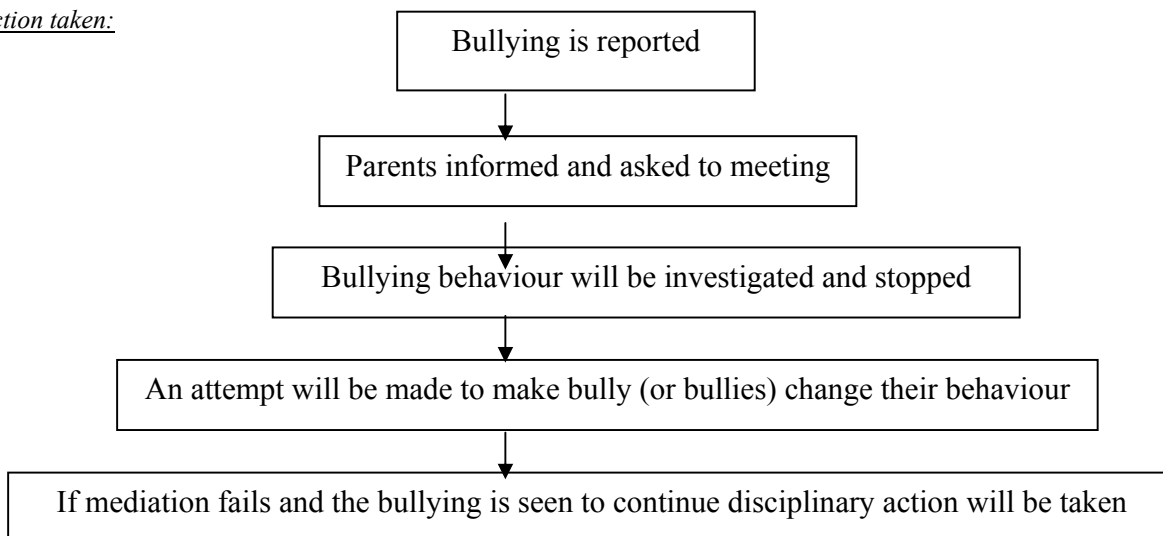 ction taken:
Bullying is reported
Parents informed and asked to meeting
Bullying behaviour will be investigated and stopped
An attempt will be made to make bully (or bullies) change their behaviour
If mediation fails and the bullying is seen to continue disciplinary action will be taken